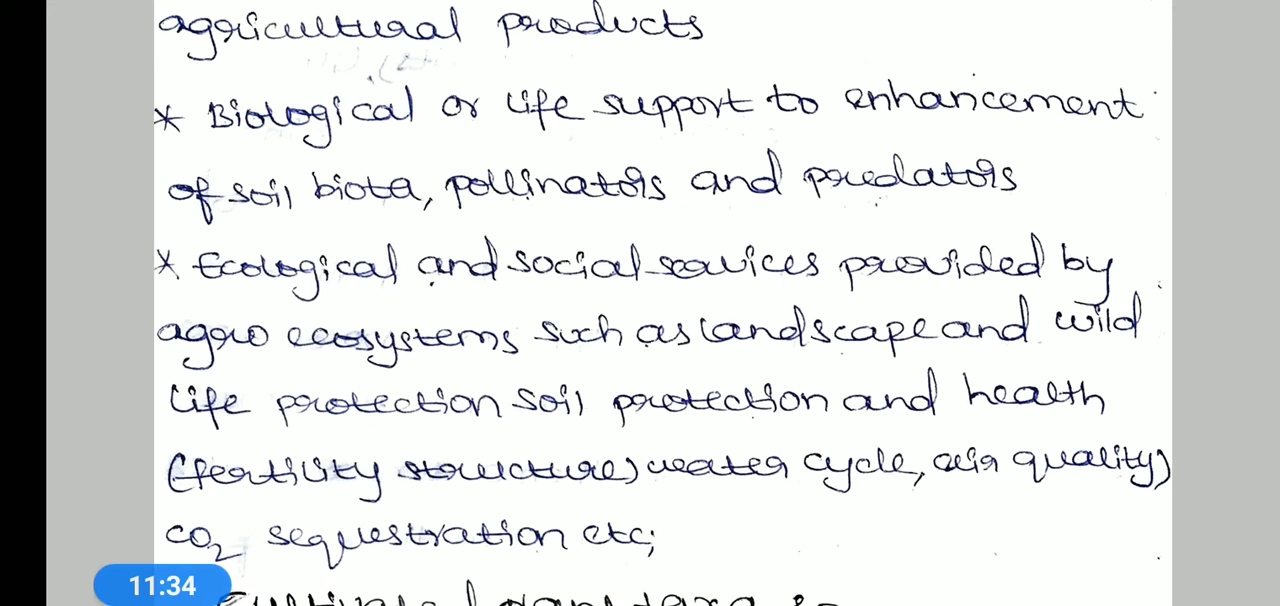 agricultural products
* Biological or life support to enhancement
of soil biota, pollinators and predators
* Ecological and social services provided by
agro ecosystems such as landscape and wild
life protection soil protection and health
(fertility structure) water cycle, air quality)
CO2 sequestration etc;
11:34